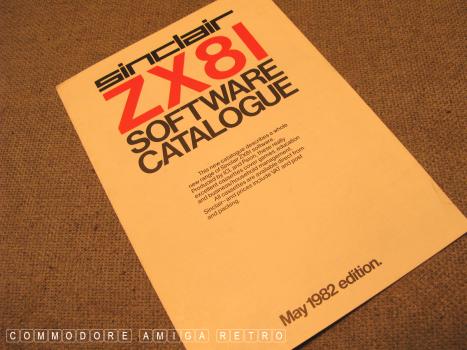 sinclair
ZX81
SOFTWARE
CATALOGUE
This new catalogue describes a whole
new range of Sinclair ZX81 software.
Produced by ICL and Psion, these really
excellent cassettes cover games, education
and business/household management.
All cassettes are available direct from
Sinclair–and prices include VAT and post
and packing.
May 1982 edition.
COMMODORE AMIGA RETRO